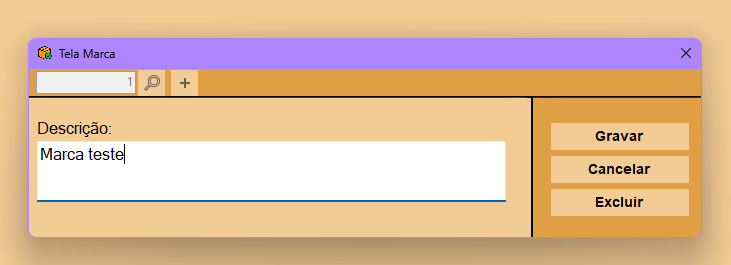 Tela Marca
1
Descrição:
Marca teste
Gravar
Cancelar
Excluir